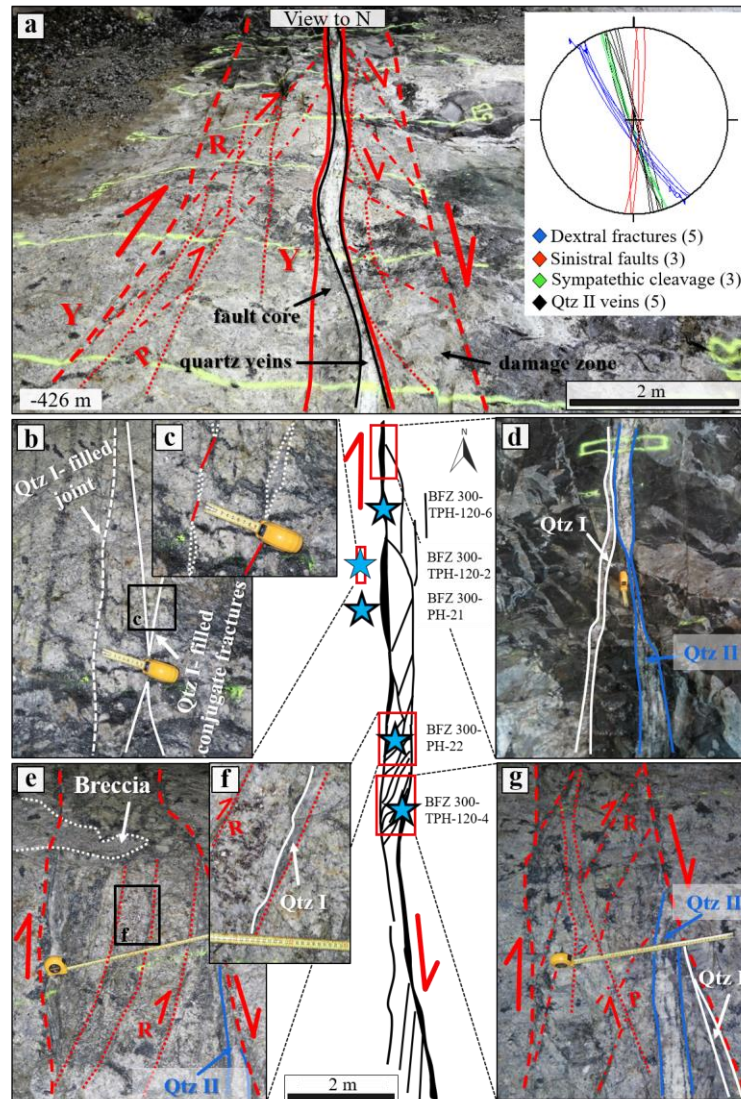 a
View to N
R
Y
Y
P
fault core
quartz veins
damage zone
-426 m
2 m
Dextral fractures (5)
Sinistral faults (3)
Sympatethic cleavage (3)
Qtz II veins (5)
b
Qtz I- filled
joint
c
Qtz I-filled
conjugate fractures
c
N
BFZ 300-
TPH-120-6
BFZ 300-
TPH-120-2
BFZ 300-
PH-21
BFZ 300-
PH-22
BFZ 300-
TPH-120-4
2 m
d
Qtz I
Qtz II
e
Breccia
f
R
Qtz II
f
R
Qtz I
g
R
Qtz II
Qtz I
P